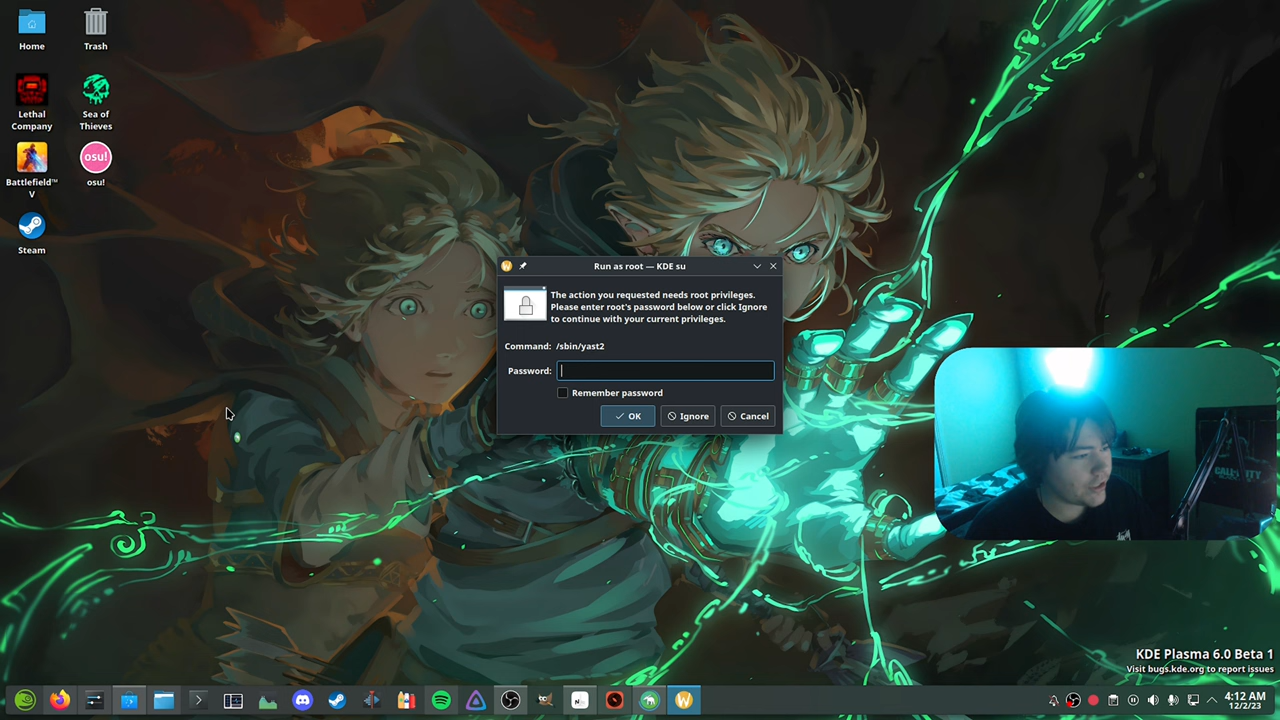 Home
Trash
Lethal
Company
Sea of
Thieves
Battlefield™
V
osu!
osu!
Steam
Run as root — KDE su
The action you requested needs root privileges.
Please enter root's password below or click Ignore
to continue with your current privileges.
Command: /sbin/yast2
Password:
Remember password
OK
Ignore
Cancel
KDE Plasma 6.0 Beta 1
Visit bugs.kde.org to report issues
4:12 AM
12/2/23